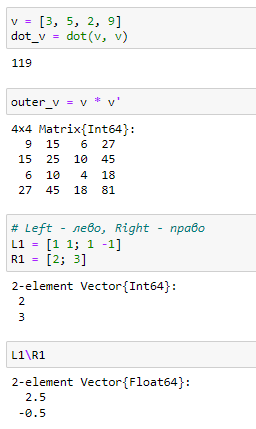 v = [3, 5, 2, 9]
dot_v = dot(v, v)
119
outer_v = v * v'
4×4 Matrix{Int64}:
9 15 6 27
15 25 10 45
6 10 4 18
27 45 18 81
# Left - лево, Right - право
L1 = [1 1; 1 -1]
R1 = [2; 3]
2-element Vector{Int64}:
2
3
L1\R1
2-element Vector{Float64}:
2.5
-0.5